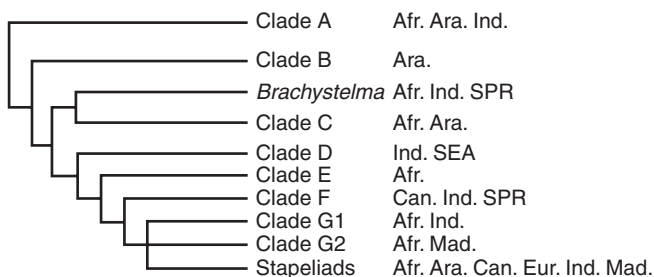 Clade A Afr. Ara. Ind.
Clade B Ara.
Brachystelma Afr. Ind. SPR
Clade C Afr. Ara.
Clade D Ind. SEA
Clade E Afr.
Clade F Can. Ind. SPR
Clade G1 Afr. Ind.
Clade G2 Afr. Mad.
Stapeliads Afr. Ara. Can. Eur. Ind. Mad.